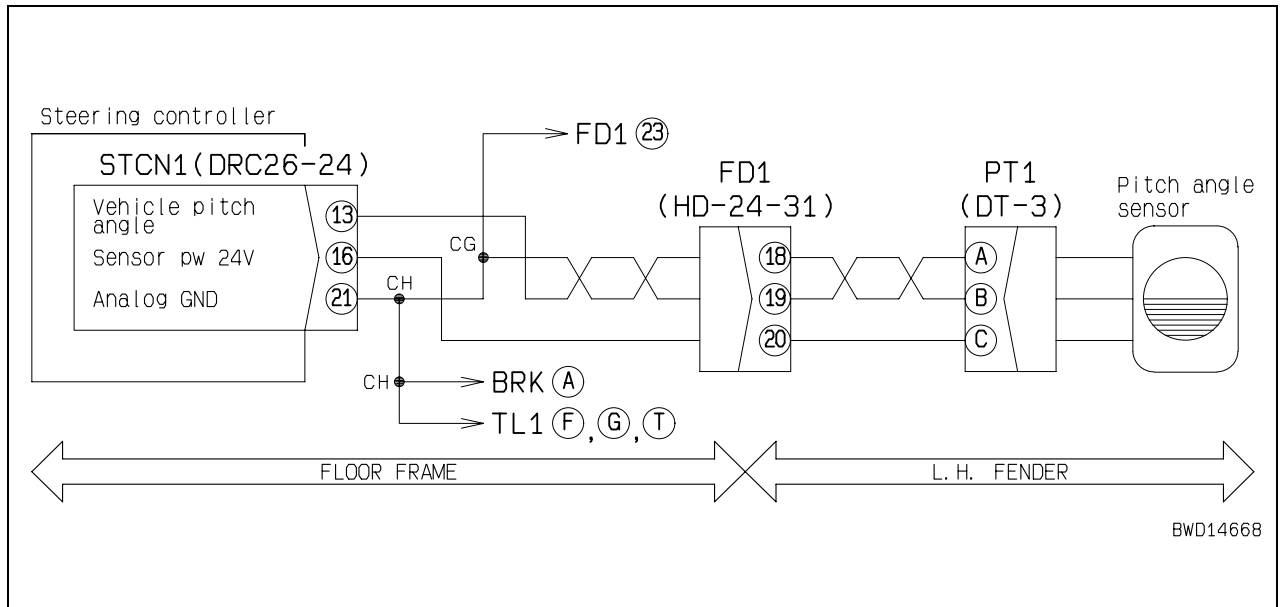 Steering controller
STCN1(DRC26-24)
Vehicle pitch
angle
Sensor pw 24V
Analog GND
13
16
21
CG
CH
CH
FD1 23
BRK A
TL1 F, G, T
FD1
(HD-24-31)
18
19
20
PT1
(DT-3)
A
B
C
Pitch angle
sensor
FLOOR FRAME
L.H. FENDER
BWD14668